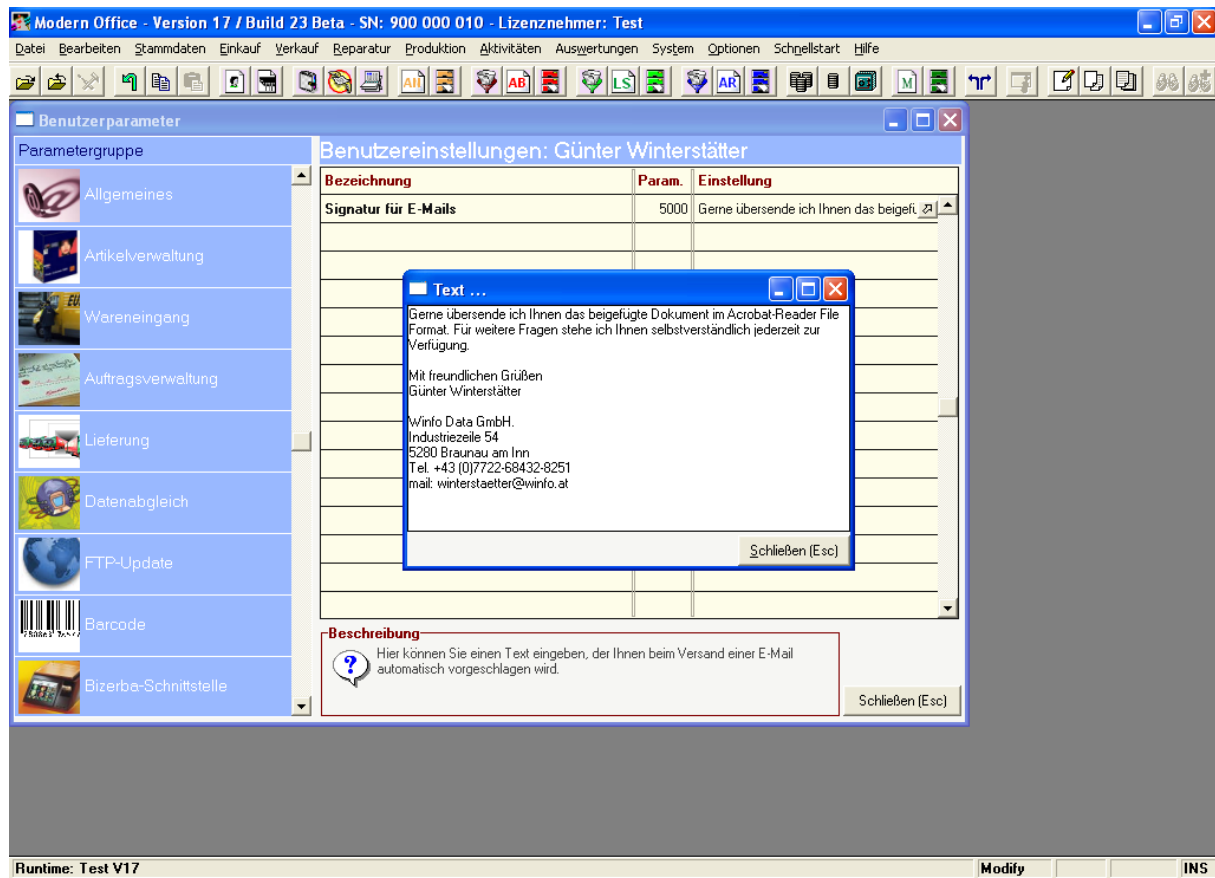 Modern Office - Version 17 / Build 23 Beta - SN: 900 000 010 - Lizenznehmer: Test
Datei Bearbeiten Stammdaten Einkauf Verkauf Reparatur Produktion Aktivitäten Auswertungen System Optionen Schnellstart Hilfe
AN AB LS AR M
Benutzerparameter
Parametergruppe
Benutzereinstellungen: Günter Winterstätter
Allgemeines
Artikelverwaltung
Wareneingang
Auftragsverwaltung
Lieferung
Datenabgleich
FTP-Update
Barcode
Bizerba-Schnittstelle
Bezeichnung Param. Einstellung
Signatur für E-Mails 5000 Gerne übersende ich Ihnen das beigefü
Text ...
Gerne übersende ich Ihnen das beigefügte Dokument im Acrobat-Reader File
Format. Für weitere Fragen stehe ich Ihnen selbstverständlich jederzeit zur
Verfügung.
Mit freundlichen Grüßen
Günter Winterstätter
Winfo Data GmbH.
Industriezeile 54
5280 Braunau am Inn
Tel. +43 (0)7722-68432-8251
mail: winterstaetter@winfo.at
Schließen (Esc)
Beschreibung
Hier können Sie einen Text eingeben, der Ihnen beim Versand einer E-Mail
automatisch vorgeschlagen wird.
Schließen (Esc)
Runtime: Test V17 Modify INS